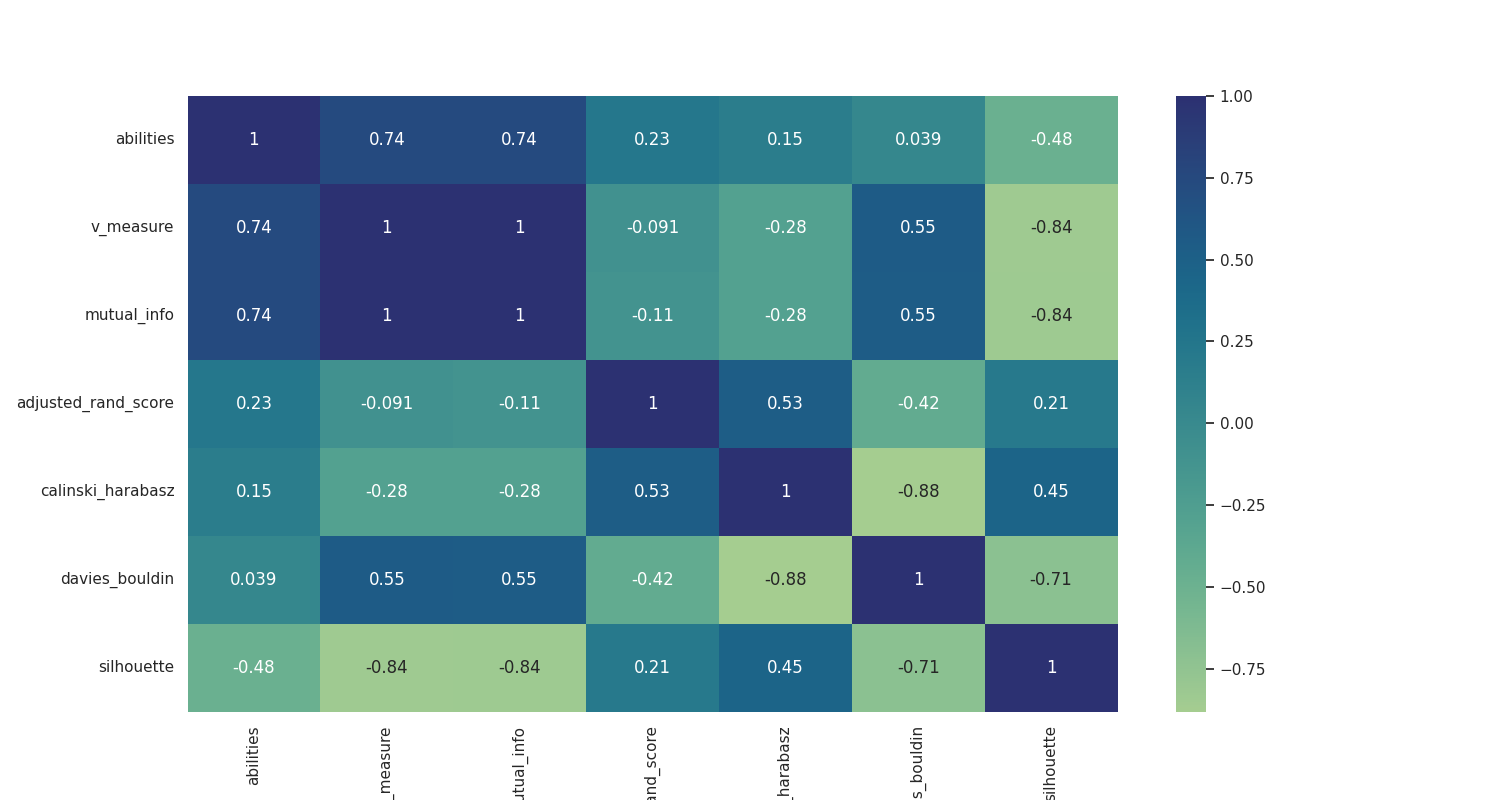 abilities 1 0.74 0.74 0.23 0.15 0.039 -0.48
v_measure 0.74 1 1 -0.091 -0.28 0.55 -0.84
mutual_info 0.74 1 1 -0.11 -0.28 0.55 -0.84
adjusted_rand_score 0.23 -0.091 -0.11 1 0.53 -0.42 0.21
calinski_harabasz 0.15 -0.28 -0.28 0.53 1 -0.88 0.45
davies_bouldin 0.039 0.55 0.55 -0.42 -0.88 1 -0.71
silhouette -0.48 -0.84 -0.84 0.21 0.45 -0.71 1
abilities
_measure
utual_info
and_score
_harabasz
s_bouldin
silhouette
1.00
0.75
0.50
0.25
0.00
−0.25
−0.50
−0.75